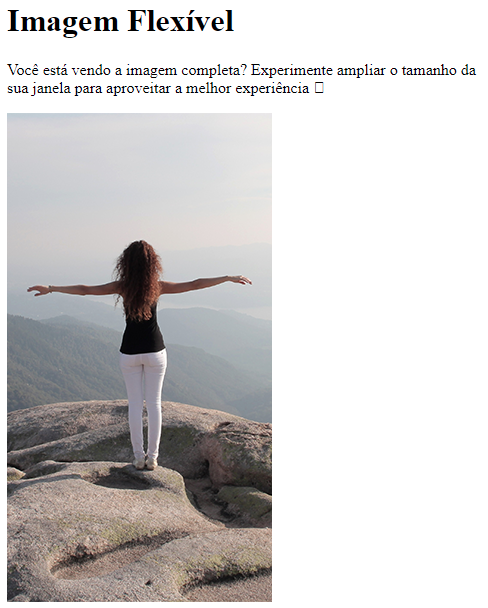 Imagem Flexível
Você está vendo a imagem completa? Experimente ampliar o tamanho da
sua janela para aproveitar a melhor experiência